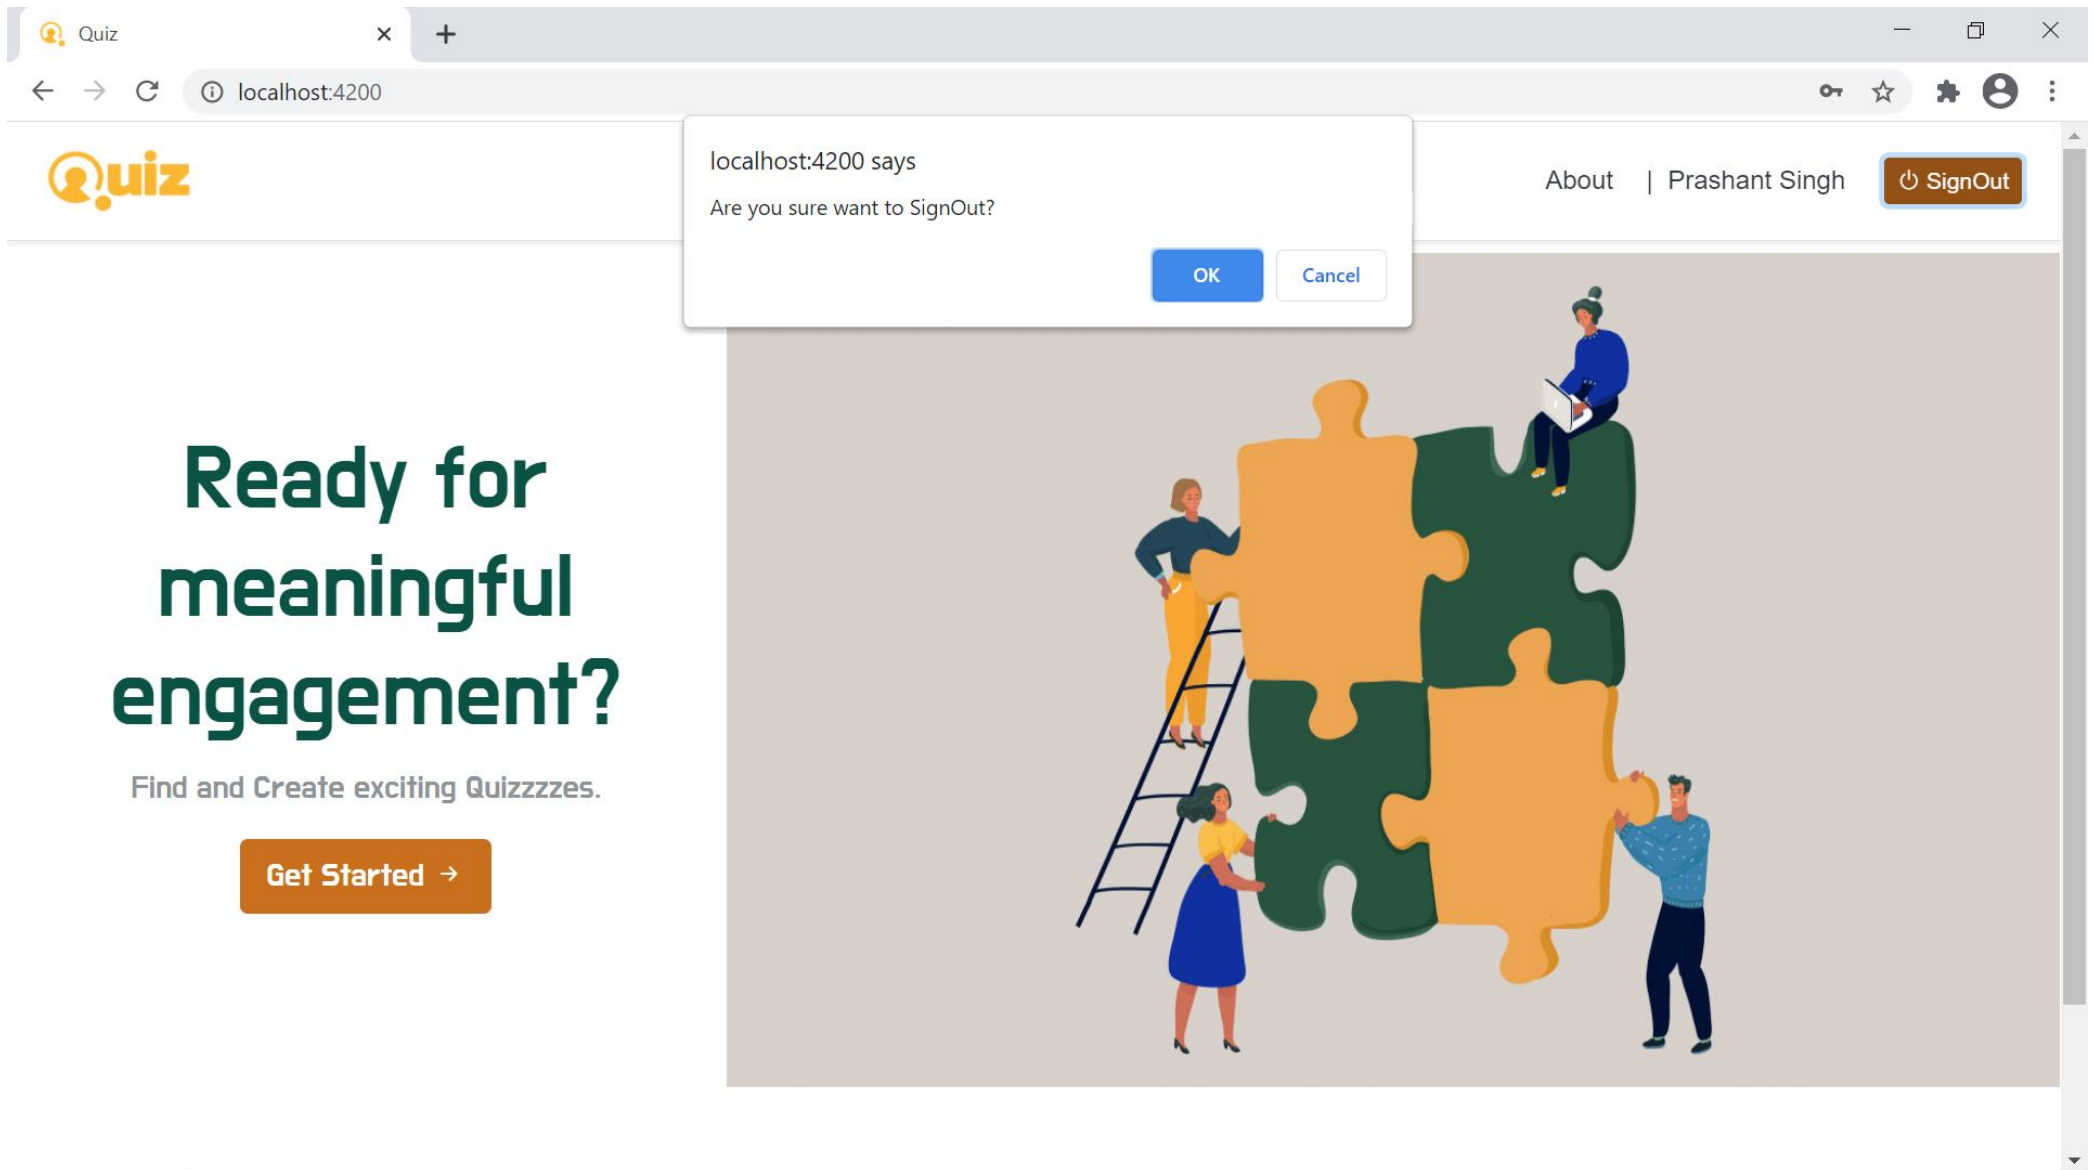 Quiz
localhost:4200
Quiz
localhost:4200 says
Are you sure want to SignOut?
OK Cancel
About | Prashant Singh SignOut
Ready for
meaningful
engagement?
Find and Create exciting Quizzzzes.
Get Started →